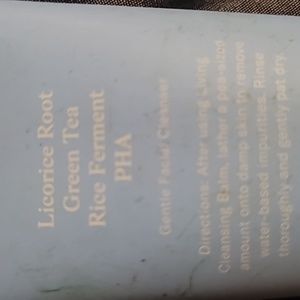 Licorice Root
Green Tea
Rice Ferment
PHA
Gentle Facial Cleanser
Directions: After using
Cleansing Balm, lather a pea-sized
amount onto damp skin to remove
water-based impurities. Rinse
thoroughly and gently pat dry.